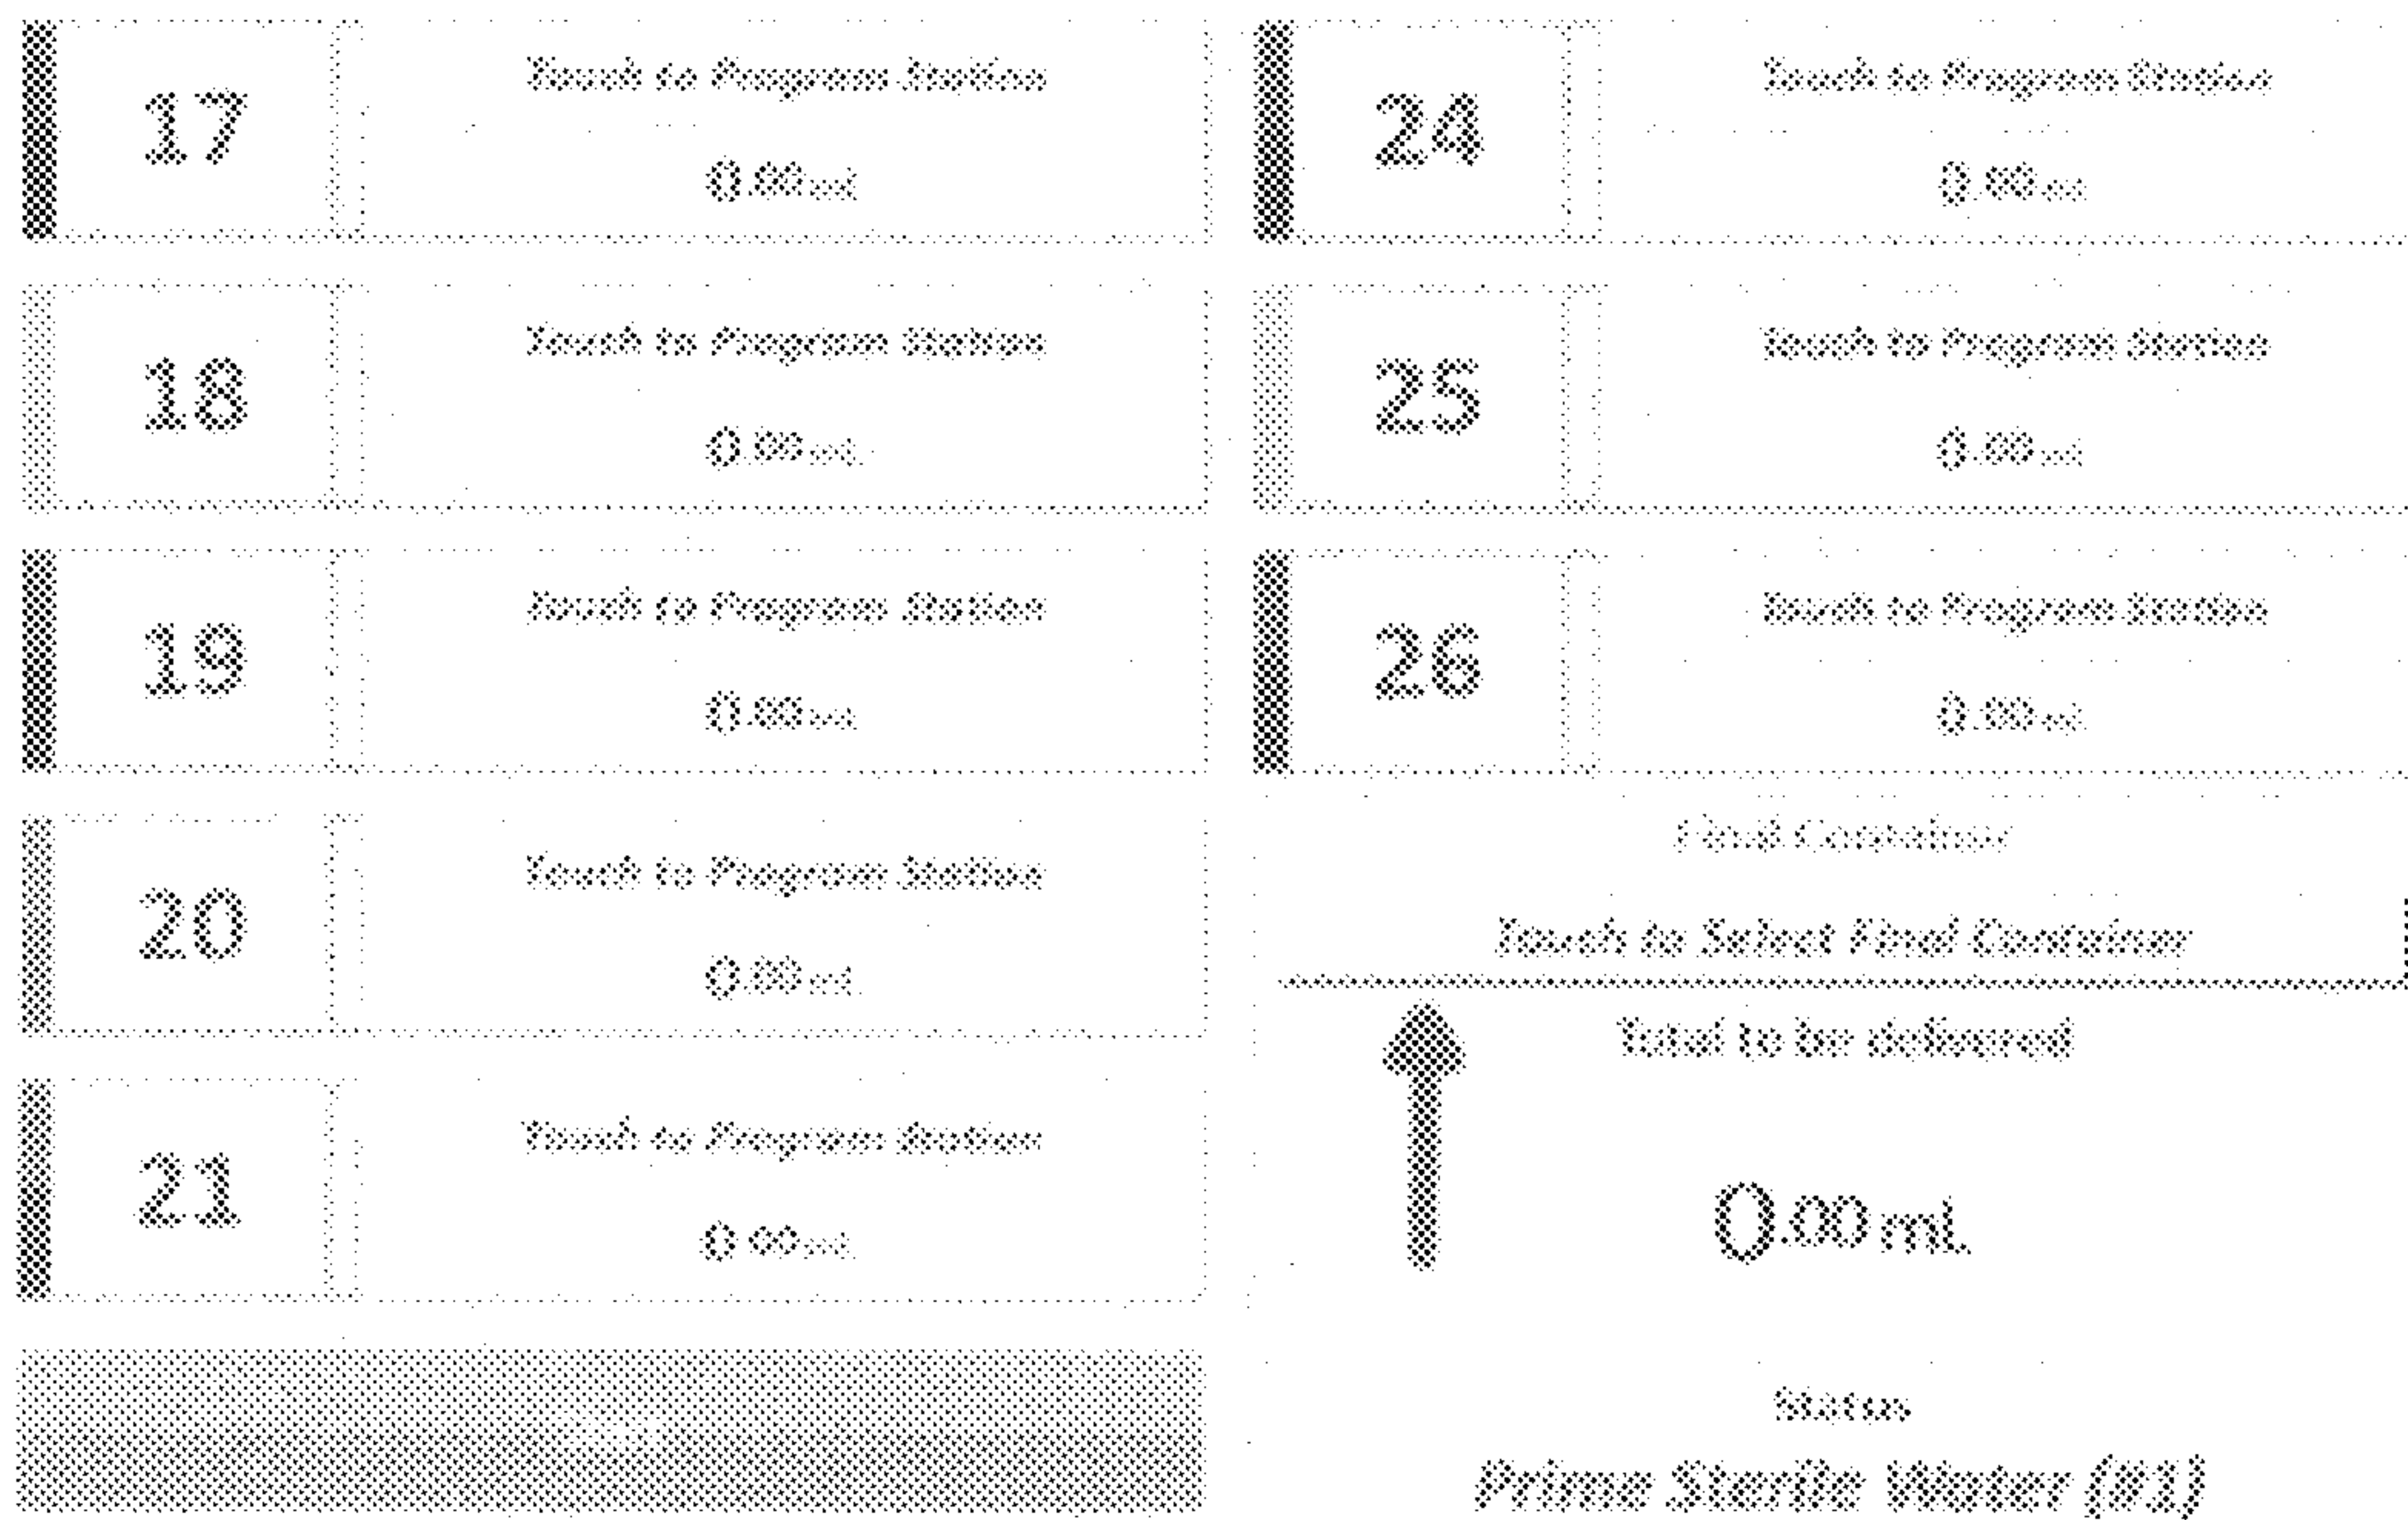 17
Touch to Program Station
0.00 mL
18
Touch to Program Station
0.00 mL
19
Touch to Program Station
0.00 mL
20
Touch to Program Station
0.00 mL
21
Touch to Program Station
0.00 mL
24
Touch to Program Station
0.00 mL
25
Touch to Program Station
0.00 mL
26
Touch to Program Station
0.00 mL
Final Container
Touch to Select Final Container
Total to be delivered
0.00 mL
Status
Prime Sterile Water (#1)